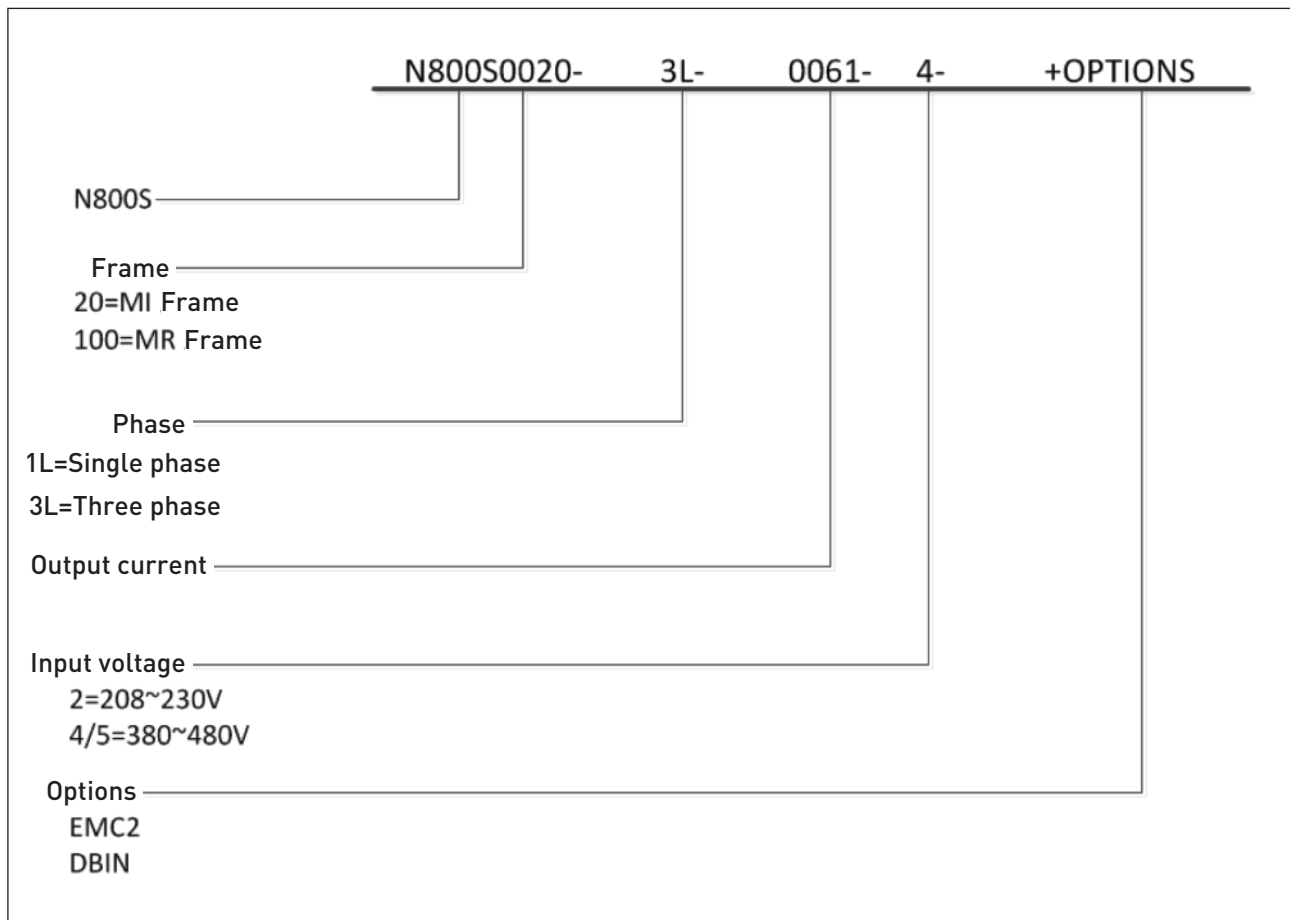 N800S0020- 3L- 0061- 4- +OPTIONS
N800S
Frame
20=MI Frame
100=MR Frame
Phase
1L=Single phase
3L=Three phase
Output current
Input voltage
2=208~230V
4/5=380~480V
Options
EMC2
DBIN